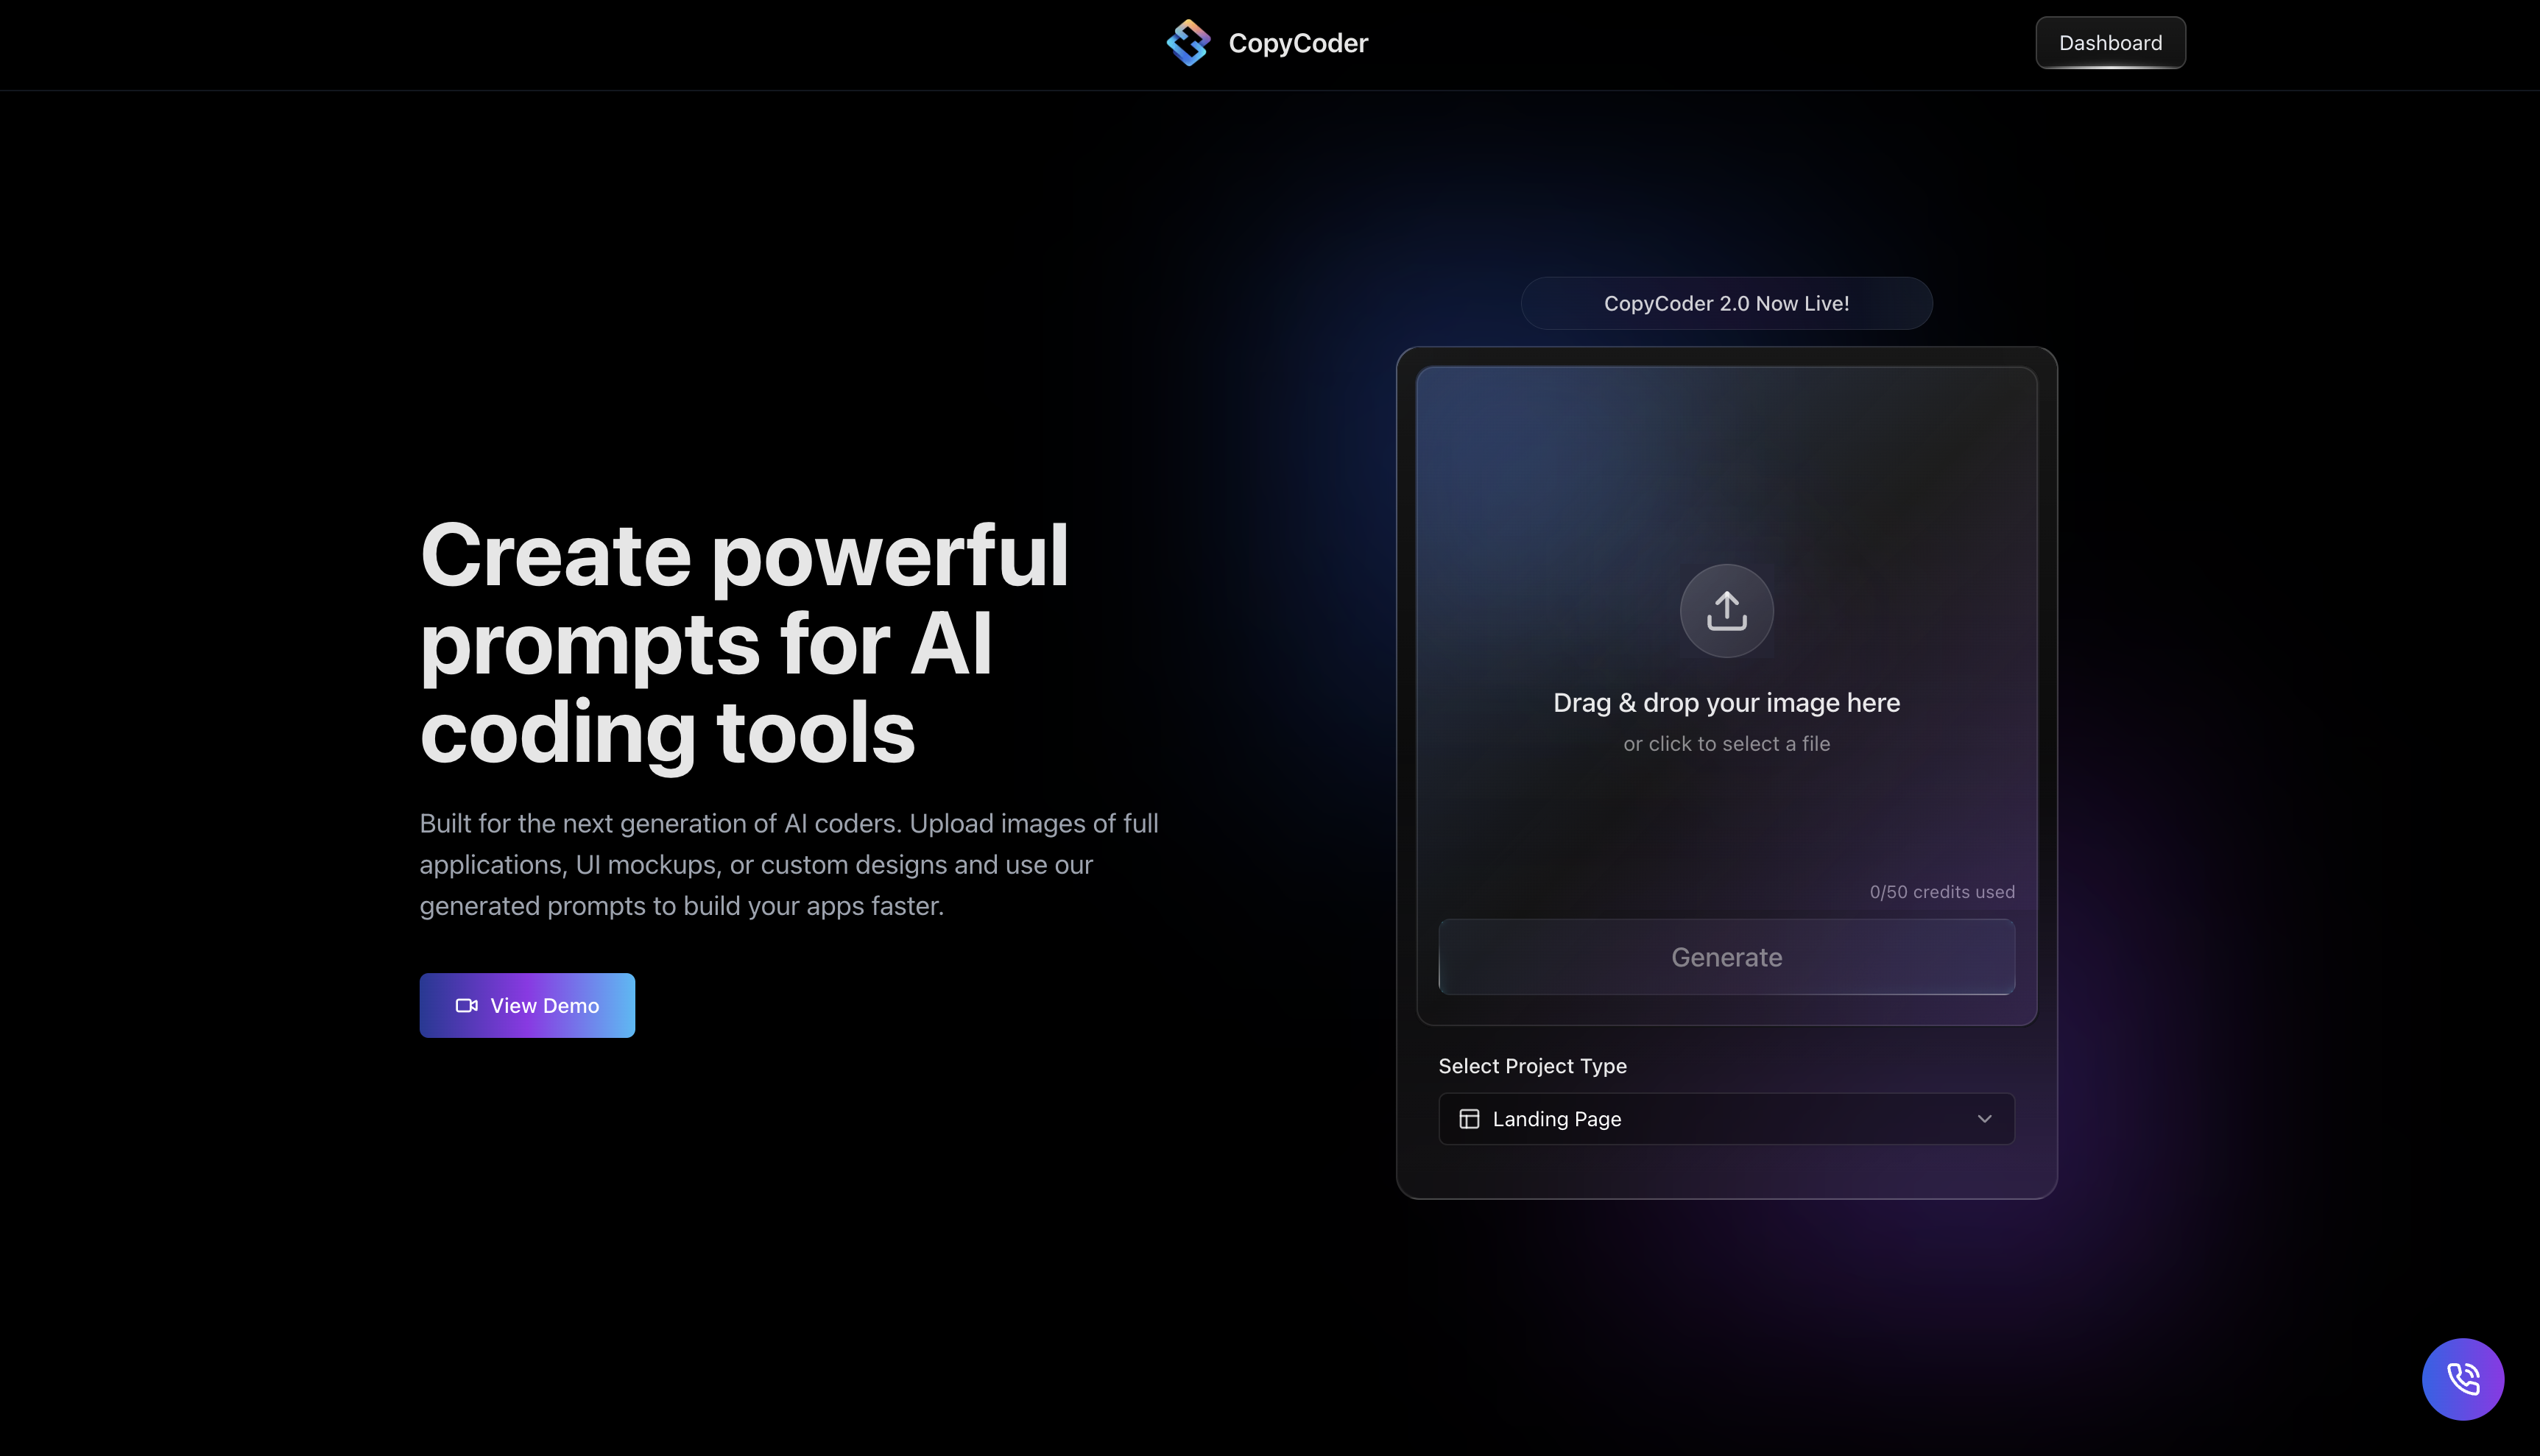 CopyCoder
Dashboard
CopyCoder 2.0 Now Live!
Create powerful
prompts for AI
coding tools
Built for the next generation of AI coders. Upload images of full
applications, UI mockups, or custom designs and use our
generated prompts to build your apps faster.
View Demo
Drag & drop your image here
or click to select a file
0/50 credits used
Generate
Select Project Type
Landing Page